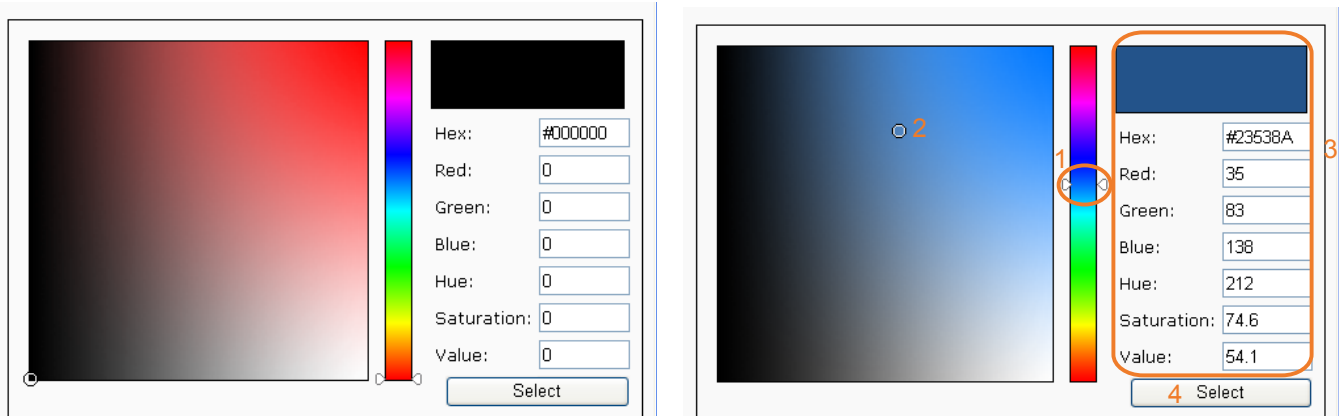 Hex: #000000
Red: 0
Green: 0
Blue: 0
Hue: 0
Saturation: 0
Value: 0
Select
1
2
3
Hex: #23538A
Red: 35
Green: 83
Blue: 138
Hue: 212
Saturation: 74.6
Value: 54.1
4 Select